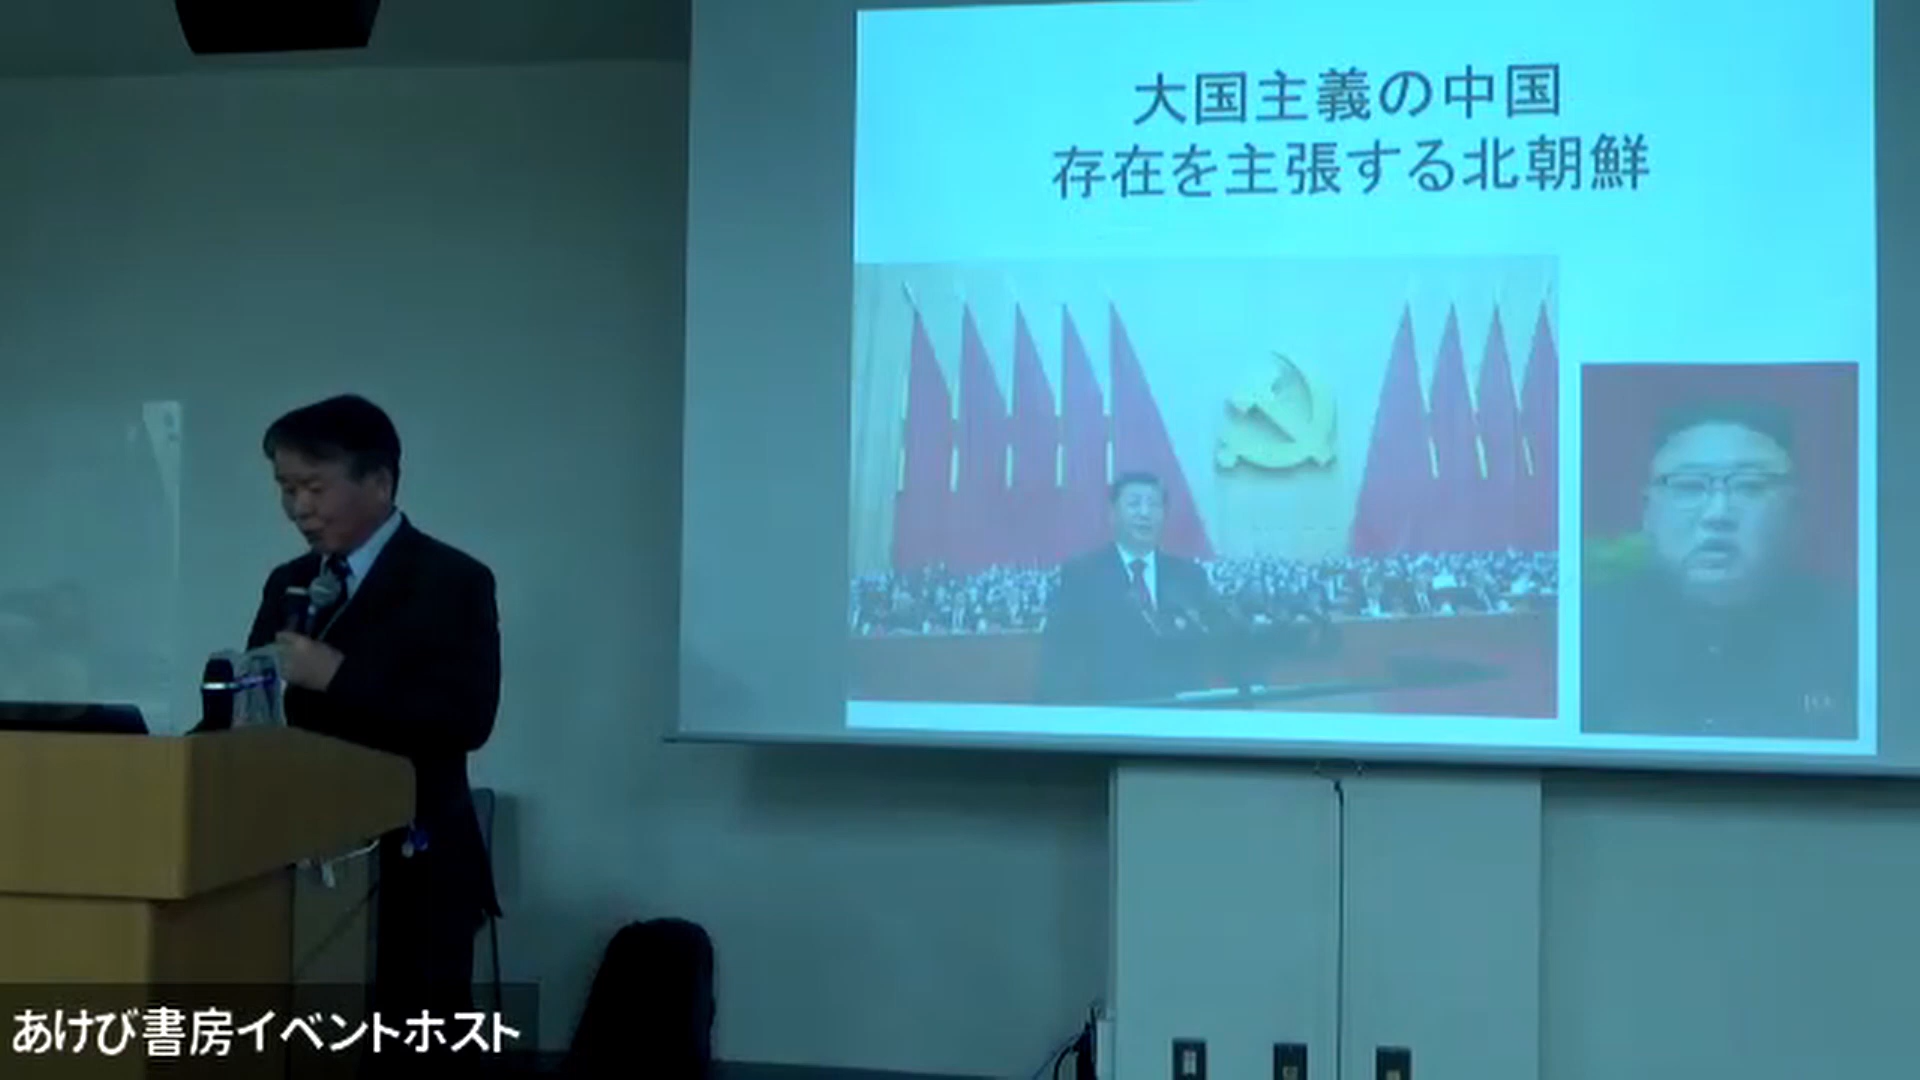 大国主義の中国
存在を主張する北朝鮮
あけび書房イベントホスト